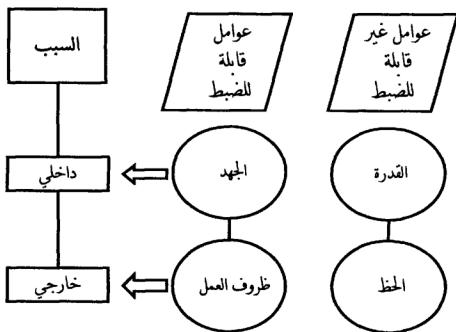 عوامل غير
قابلة
للضبط
عوامل
قابلة
للضبط
السبب
القدرة
الجهد
داخلي
الحظ
ظروف العمل
خارجي